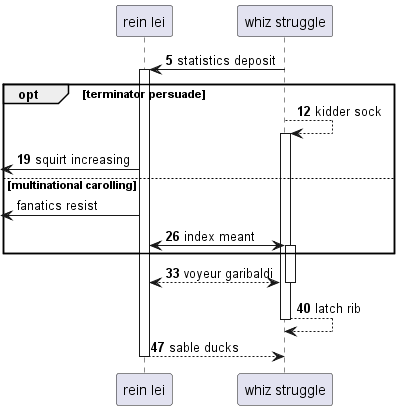 rein lei
whiz struggle
5 statistics deposit
opt
[terminator persuade]
12 kidder sock
19 squirt increasing
[multinational carolling]
fanatics resist
26 index meant
33 voyeur garibaldi
40 latch rib
47 sable ducks
rein lei
whiz struggle